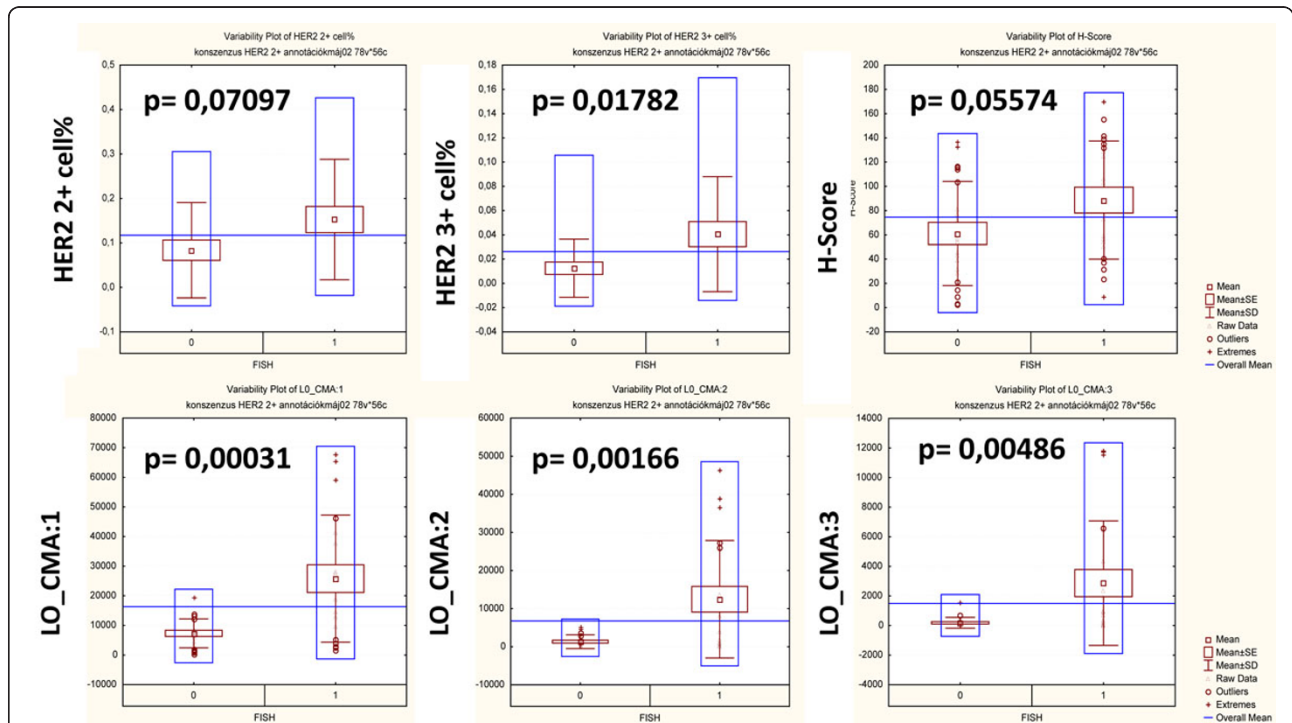 Variability Plot of HER2 2+ cell%
konszenzus HER2 2+ annotációkmáj02 78v*56c
HER2 2+ cell%
p= 0,07097
0,5
0,4
0,3
0,2
0,1
0,0
-0,1
0 1
FISH
Variability Plot of HER2 3+ cell%
konszenzus HER2 2+ annotációkmáj02 78v*56c
HER2 3+ cell%
p= 0,01782
0,18
0,16
0,14
0,12
0,10
0,08
0,06
0,04
0,02
0,00
-0,02
-0,04
0 1
FISH
Variability Plot of H-Score
konszenzus HER2 2+ annotációkmáj02 78v*56c
H-Score
H-Score
p= 0,05574
200
180
160
140
120
100
80
60
40
20
0
-20
0 1
FISH
Mean
Mean±SE
Mean±SD
Raw Data
Outliers
Extremes
Overall Mean
Variability Plot of L0_CMA:1
konszenzus HER2 2+ annotációkmáj02 78v*56c
LO_CMA:1
p= 0,00031
80000
70000
60000
50000
40000
30000
20000
10000
0
-10000
0 1
FISH
Variability Plot of L0_CMA:2
konszenzus HER2 2+ annotációkmáj02 78v*56c
LO_CMA:2
p= 0,00166
60000
50000
40000
30000
20000
10000
0
-10000
0 1
FISH
Variability Plot of L0_CMA:3
konszenzus HER2 2+ annotációkmáj02 78v*56c
LO_CMA:3
p= 0,00486
14000
12000
10000
8000
6000
4000
2000
0
-2000
-4000
0 1
FISH
Mean
Mean±SE
Mean±SD
Raw Data
Outliers
Extremes
Overall Mean